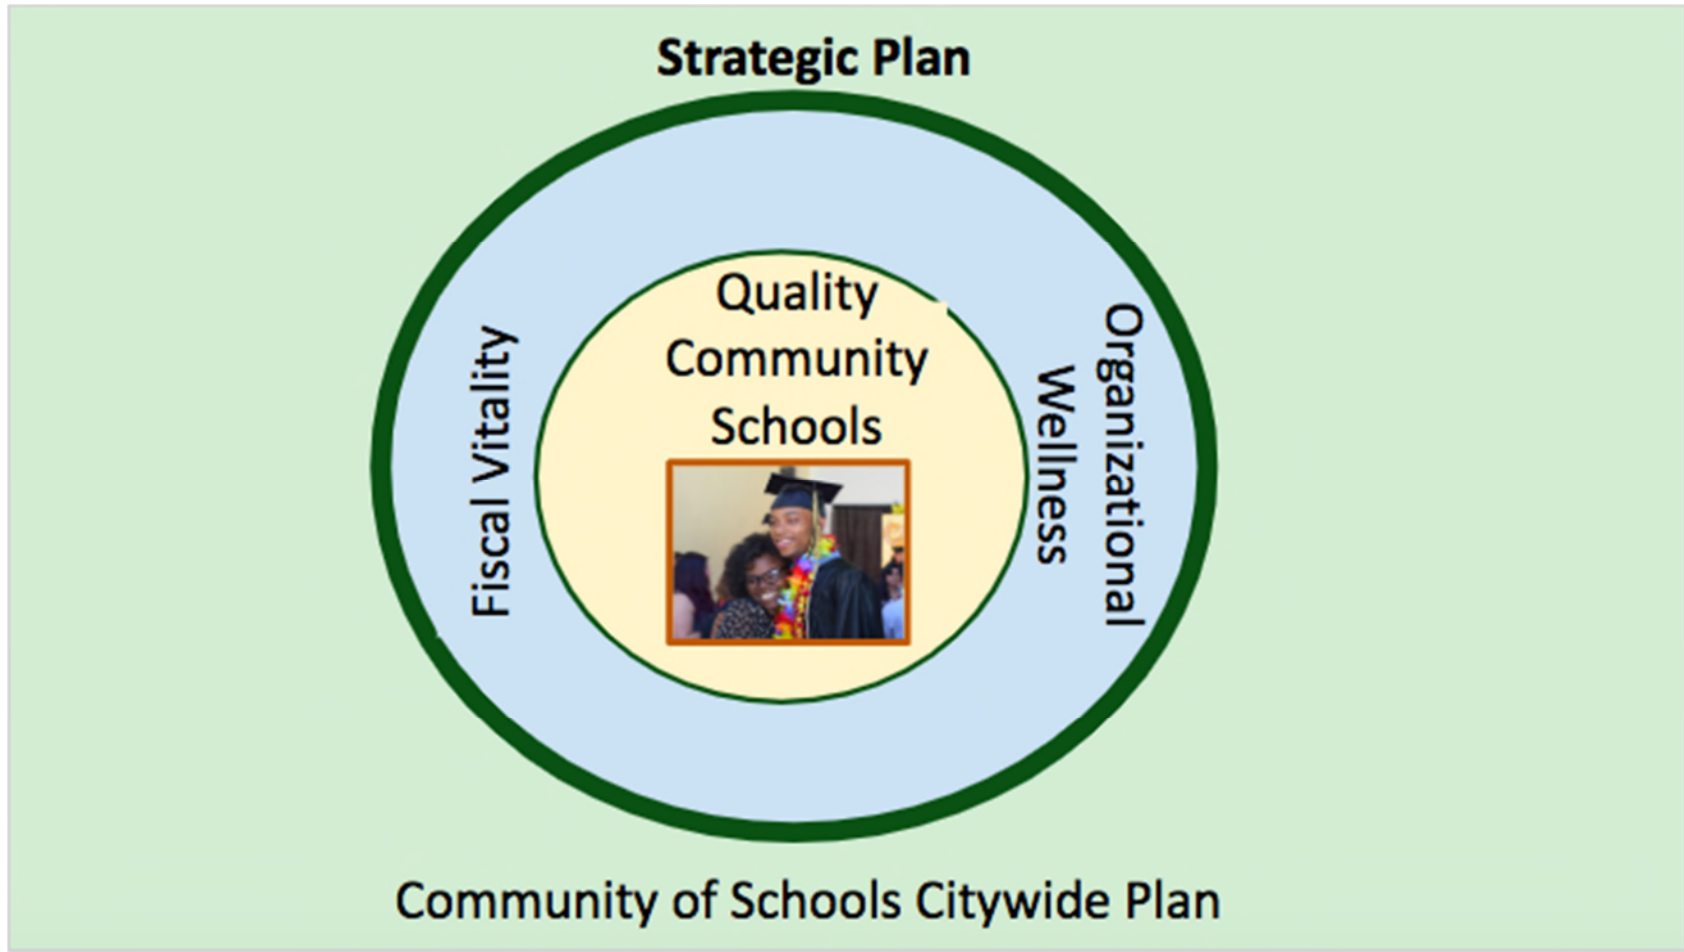 Strategic Plan
Quality
Community
Schools
Fiscal Vitality
Organizational
Wellness
Community of Schools Citywide Plan